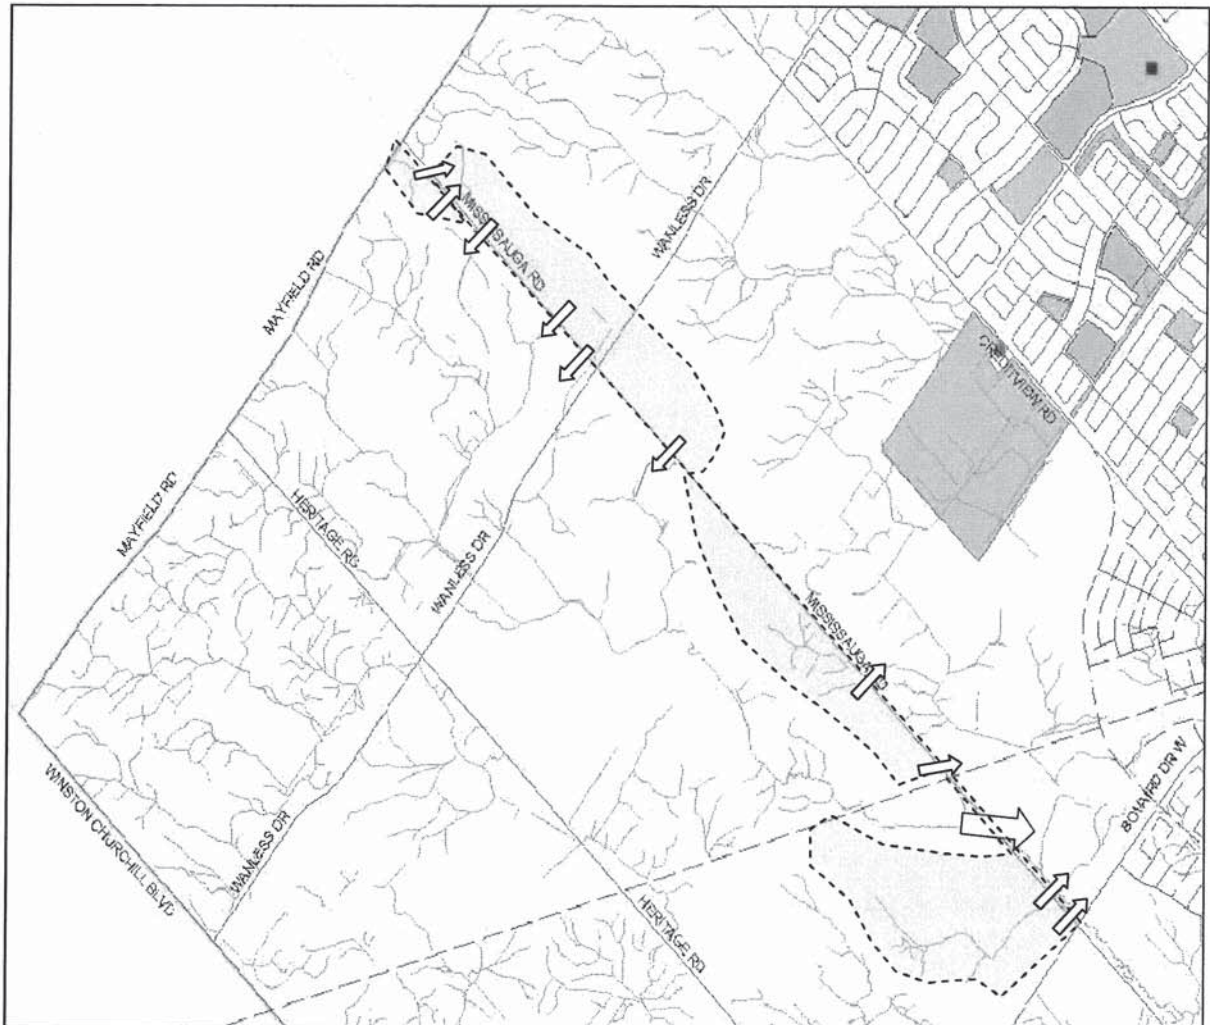 MISSISSAUGA RD
WANLESS DR
MAYFIELD RD
CREDITVIEW RD
MAYFIELD RD
HERITAGE RD
WANLESS DR
MISSISSAUGA RD
BOVAIRD DR W
WINSTON CHURCHILL BLVD
WANLESS DR
HERITAGE RD